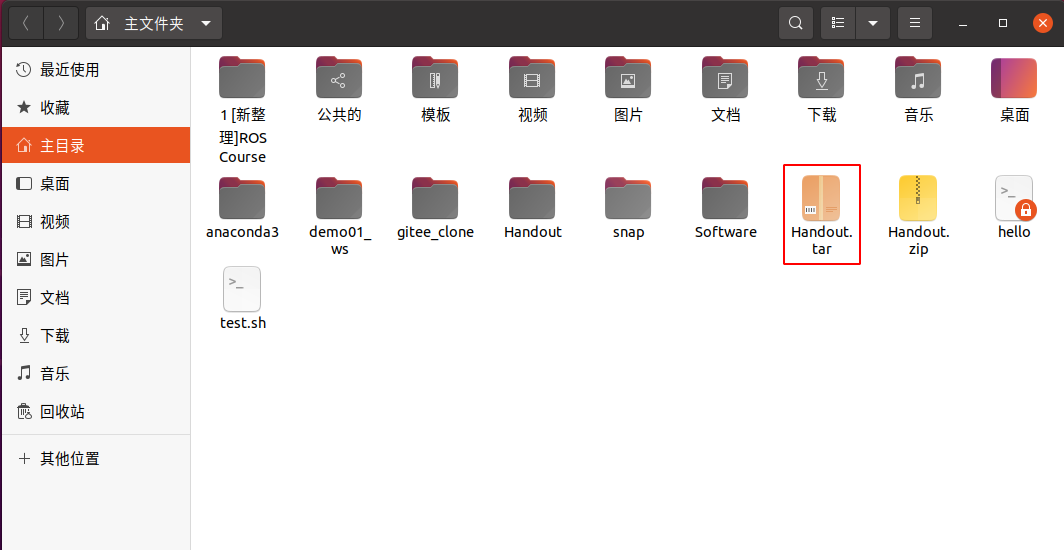 主文件夹
最近使用
收藏
主目录
桌面
视频
图片
文档
下载
音乐
回收站
其他位置
1 [新整
理]ROS
Course
公共的
模板
视频
图片
文档
下载
音乐
桌面
anaconda3
demo01_
ws
gitee_clone
Handout
snap
Software
Handout.
tar
Handout.
zip
hello
test.sh